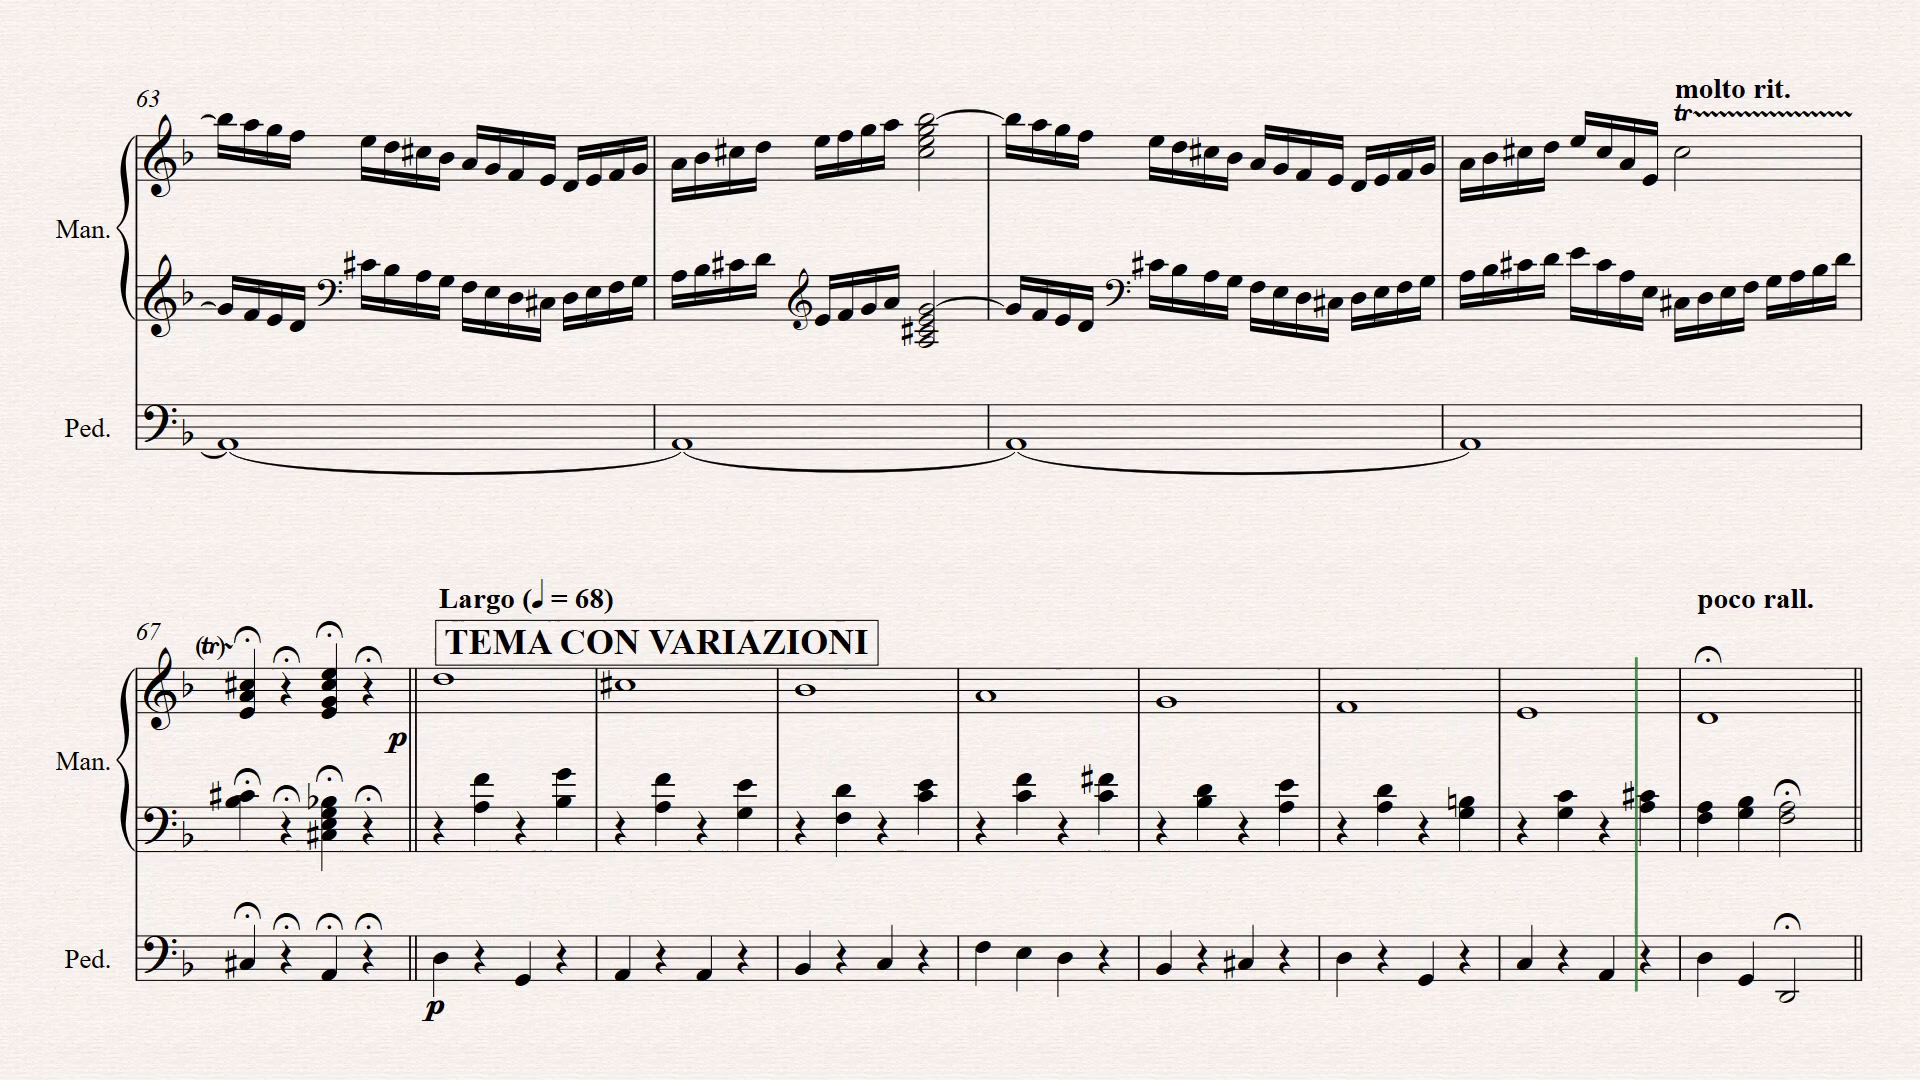 63
molto rit.
tr
Man.
Ped.
Largo (♩ = 68)
poco rall.
67
(tr)
TEMA CON VARIAZIONI
p
Man.
Ped.
p